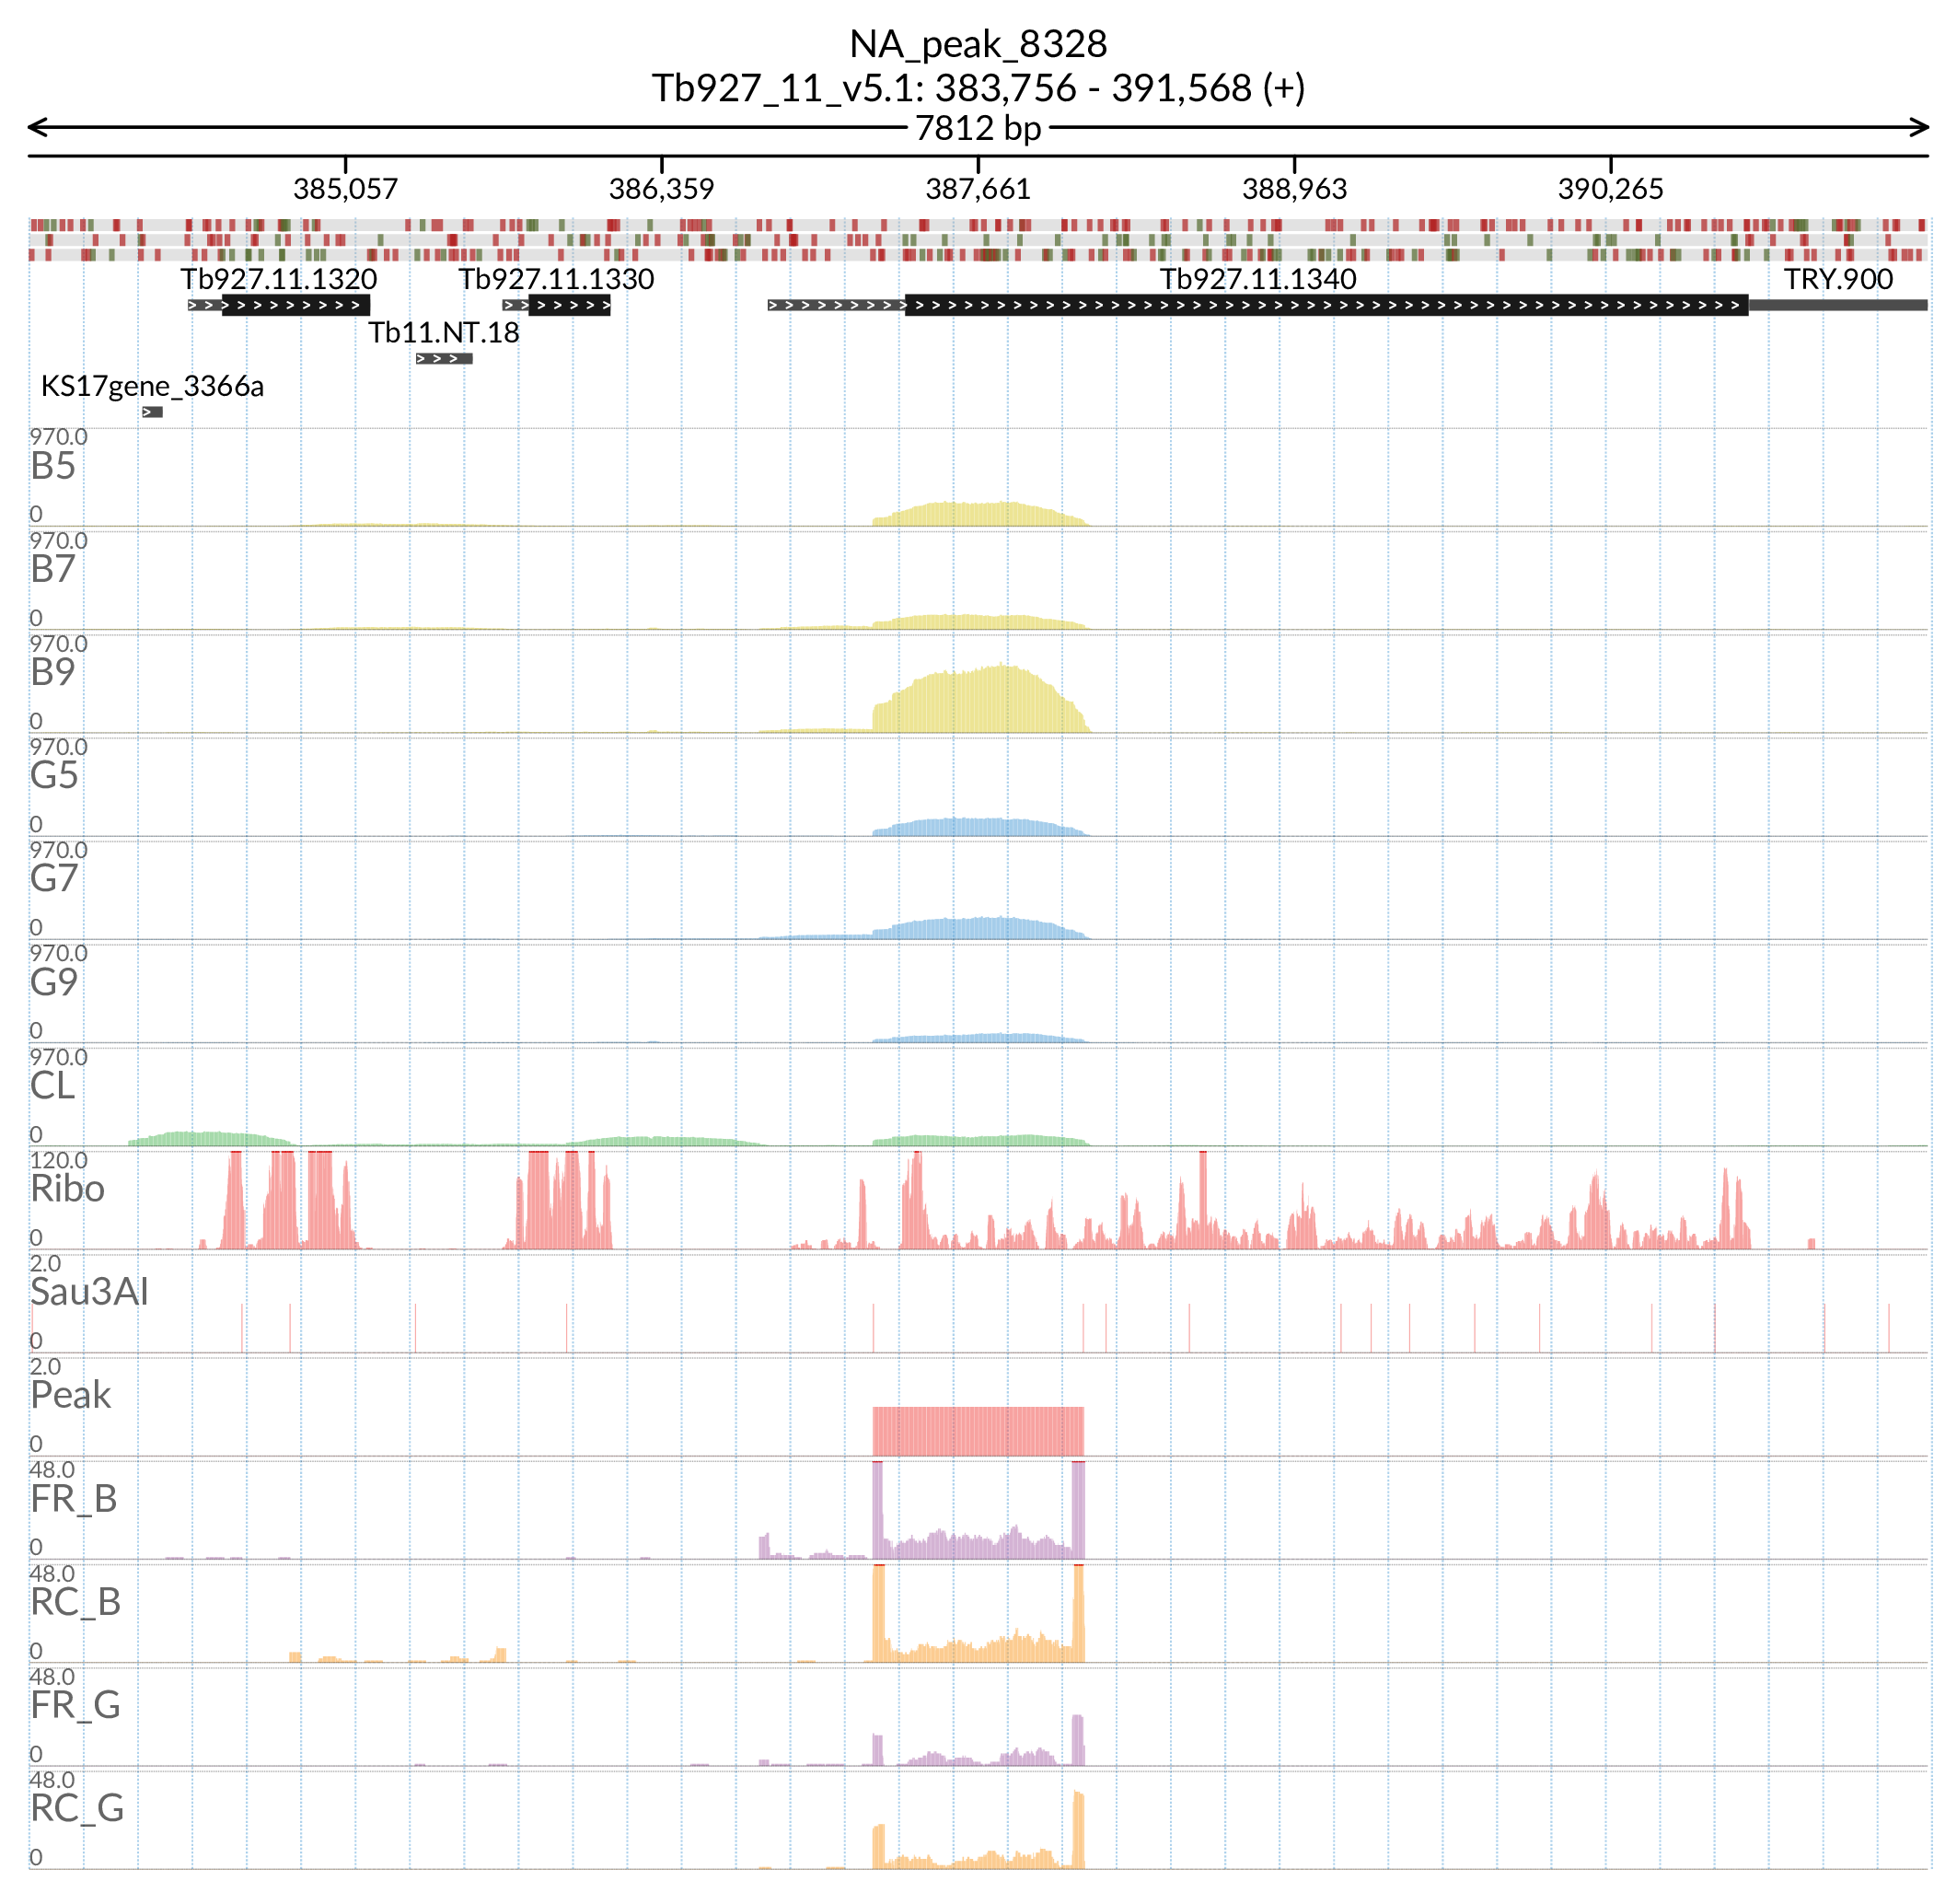 NA_peak_8328
Tb927_11_v5.1: 383,756 - 391,568 (+)
7812 bp
385,057 386,359 387,661 388,963 390,265
Tb927.11.1320 Tb927.11.1330 Tb927.11.1340 TRY.900
Tb11.NT.18
KS17gene_3366a
970.0
B5
0
970.0
B7
0
970.0
B9
0
970.0
G5
0
970.0
G7
0
970.0
G9
0
970.0
CL
0
120.0
Ribo
0
2.0
Sau3AI
0
2.0
Peak
0
48.0
FR_B
0
48.0
RC_B
0
48.0
FR_G
0
48.0
RC_G
0